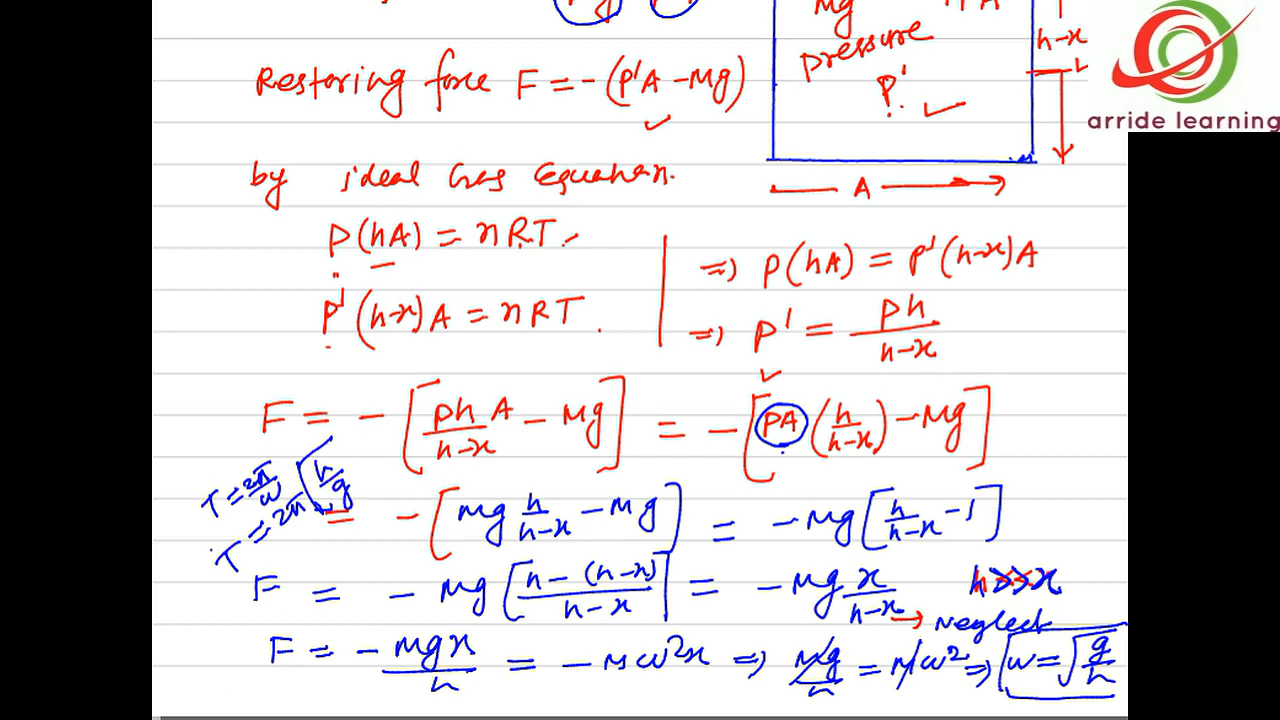 Mg
pressure
P'
h-x
arride learning
Restoring force F = -(P'A - Mg)
A
by ideal Gas Equation.
P(hA) = nRT
P'(h-x)A = nRT.
=> P(hA) = P'(h-x)A
=> P' = Ph/(h-x)
F = - [Ph/(h-x) A - Mg] = - [PA (h/(h-x)) - Mg]
T = 2π/ω
T = 2π √(h/g)
= - [Mg h/(h-x) - Mg] = - Mg [h/(h-x) - 1]
F = - Mg [(h - (h-x))/(h-x)] = - Mg x/(h-x) h >> x
→ Neglect
F = - Mgx/h = - Mω²x => Mg/h = Mω² => ω = √(g/h)